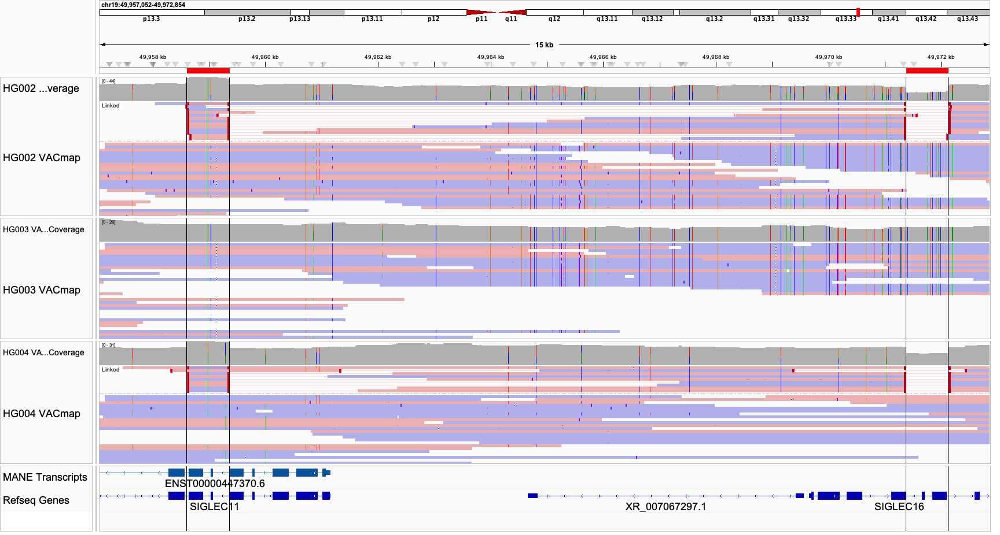 chr19:49,957,052-49,972,854
p13.3 p13.2 p13.13 p13.11 p12 p11 q11 q12 q13.11 q13.12 q13.2 q13.31 q13.32 q13.33 q13.41 q13.42 q13.43
15 kb
49,958 kb 49,960 kb 49,962 kb 49,964 kb 49,966 kb 49,968 kb 49,970 kb 49,972 kb
HG002 ...verage
[0 - 44]
Linked
HG002 VACmap
HG003 VA...Coverage
[0 - 26]
HG003 VACmap
HG004 VA...Coverage
[0 - 31]
Linked
HG004 VACmap
MANE Transcripts
ENST00000447370.6
Refseq Genes
SIGLEC11 XR_007067297.1 SIGLEC16